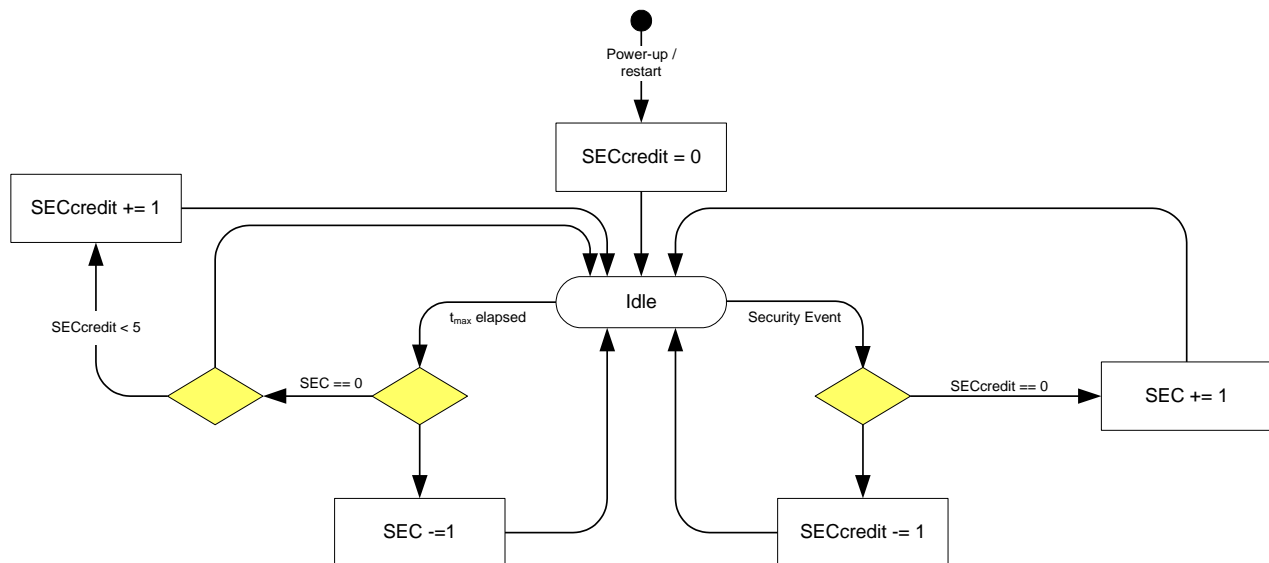 Power-up /
restart
SECcredit = 0
SECcredit += 1
Idle
t_max elapsed
Security Event
SECcredit < 5
SEC == 0
SECcredit == 0
SEC += 1
SEC -=1
SECcredit -= 1